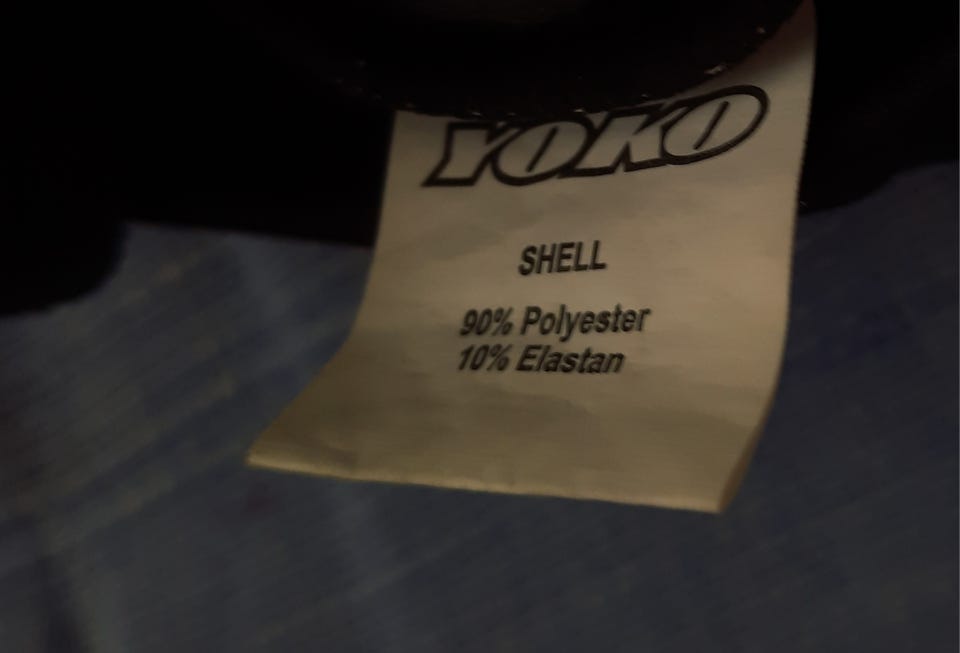 YOKO
SHELL
90% Polyester
10% Elastan